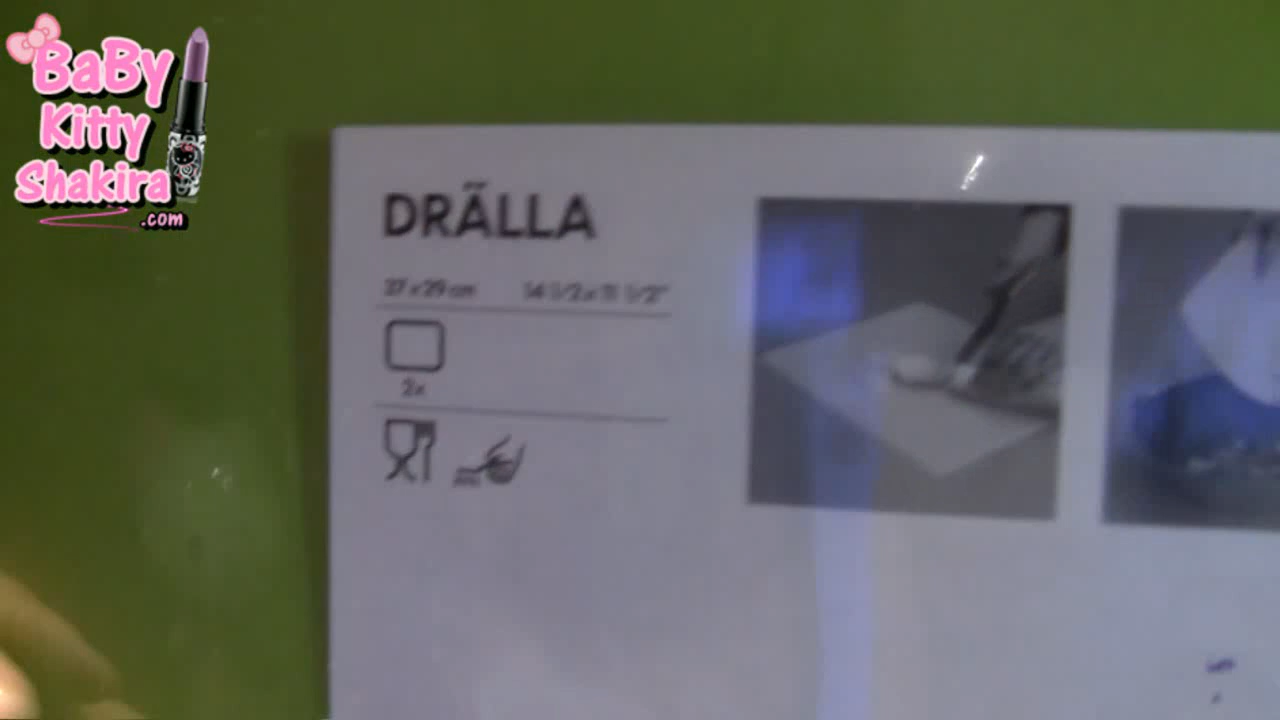 BaBy
Kitty
Shakira
.com
DRÄLLA
37 x 29 cm 14 1/2 x 11 1/2"
2x